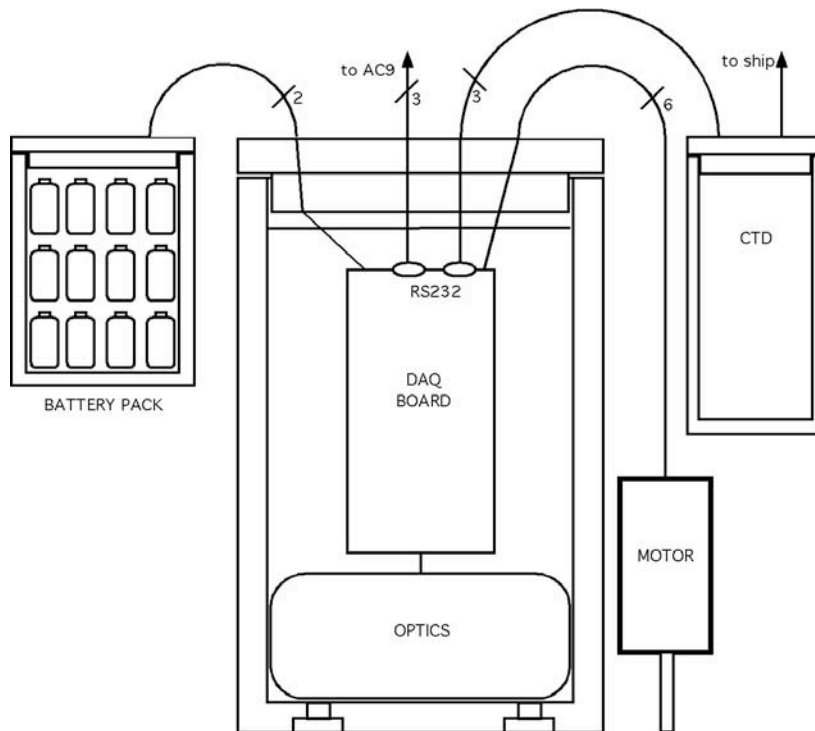 to AC9
to ship
2
3
3
6
CTD
RS232
DAQ
BOARD
BATTERY PACK
MOTOR
OPTICS